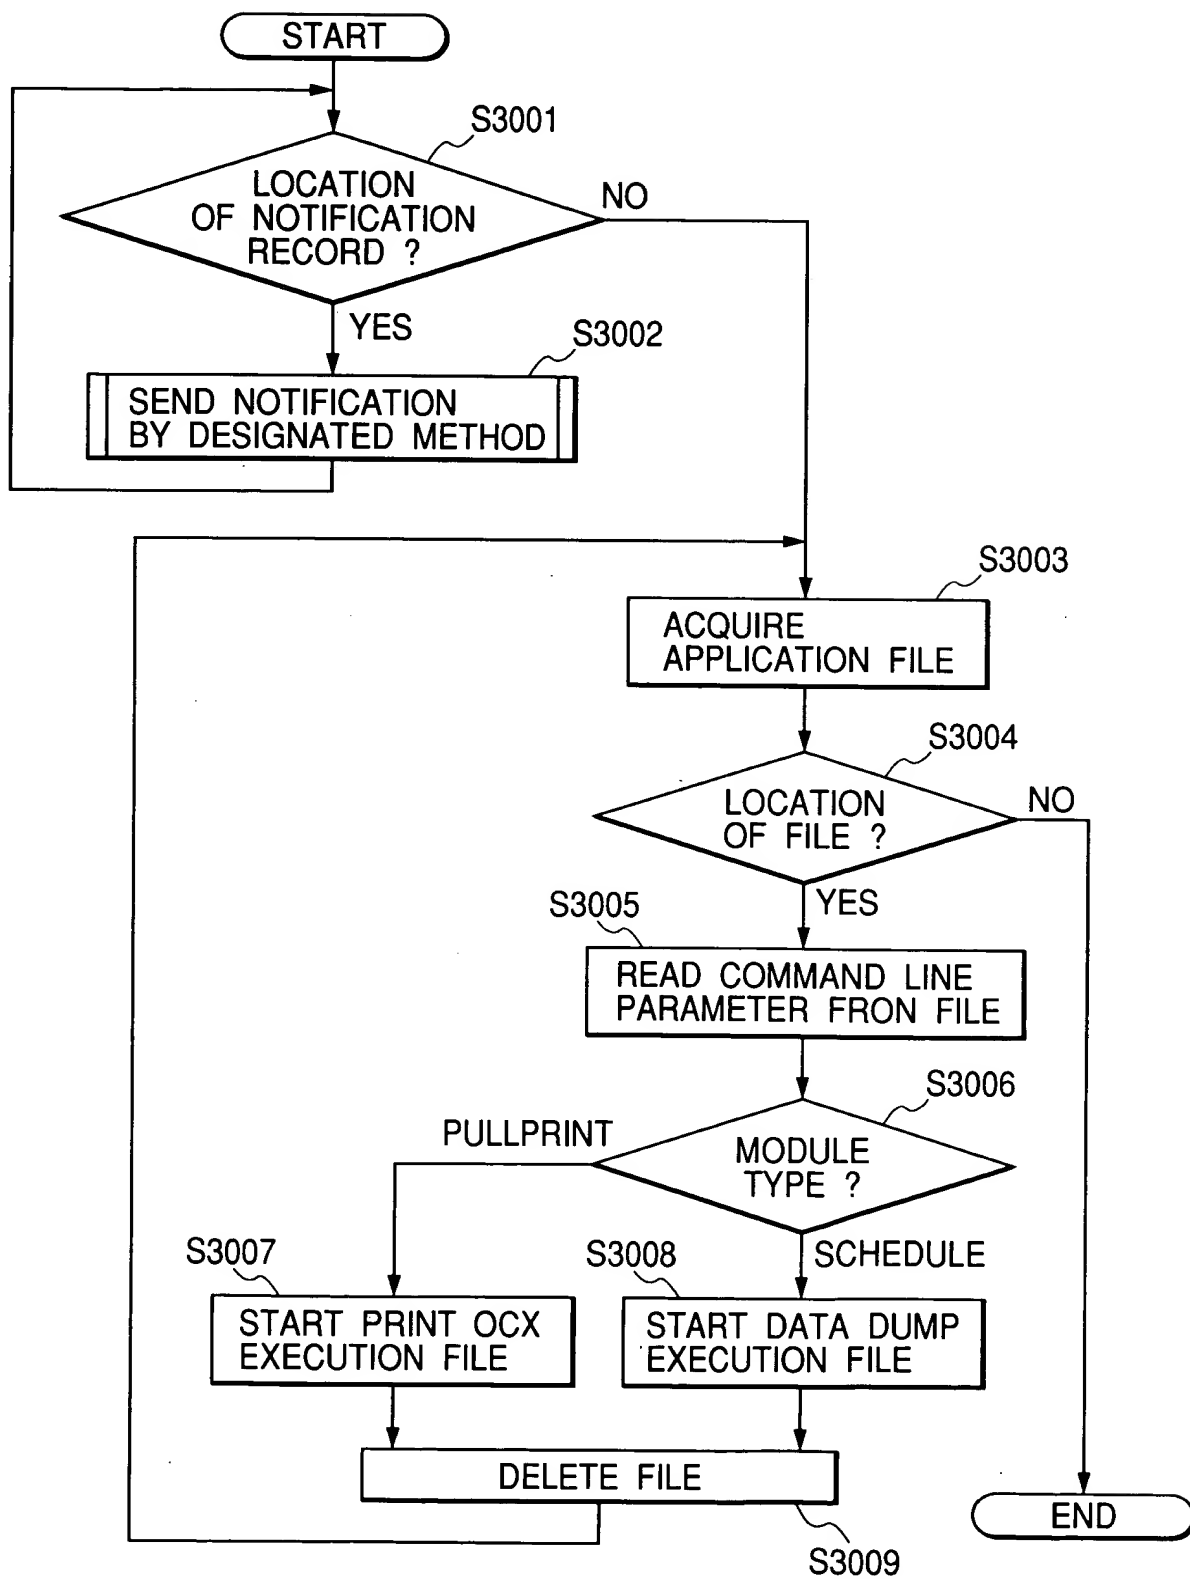 START
S3001
LOCATION
OF NOTIFICATION
RECORD ?
NO
YES
S3002
SEND NOTIFICATION
BY DESIGNATED METHOD
S3003
ACQUIRE
APPLICATION FILE
S3004
LOCATION
OF FILE ?
NO
YES
S3005
READ COMMAND LINE
PARAMETER FRON FILE
S3006
PULLPRINT
MODULE
TYPE ?
SCHEDULE
S3007
START PRINT OCX
EXECUTION FILE
S3008
START DATA DUMP
EXECUTION FILE
DELETE FILE
S3009
END